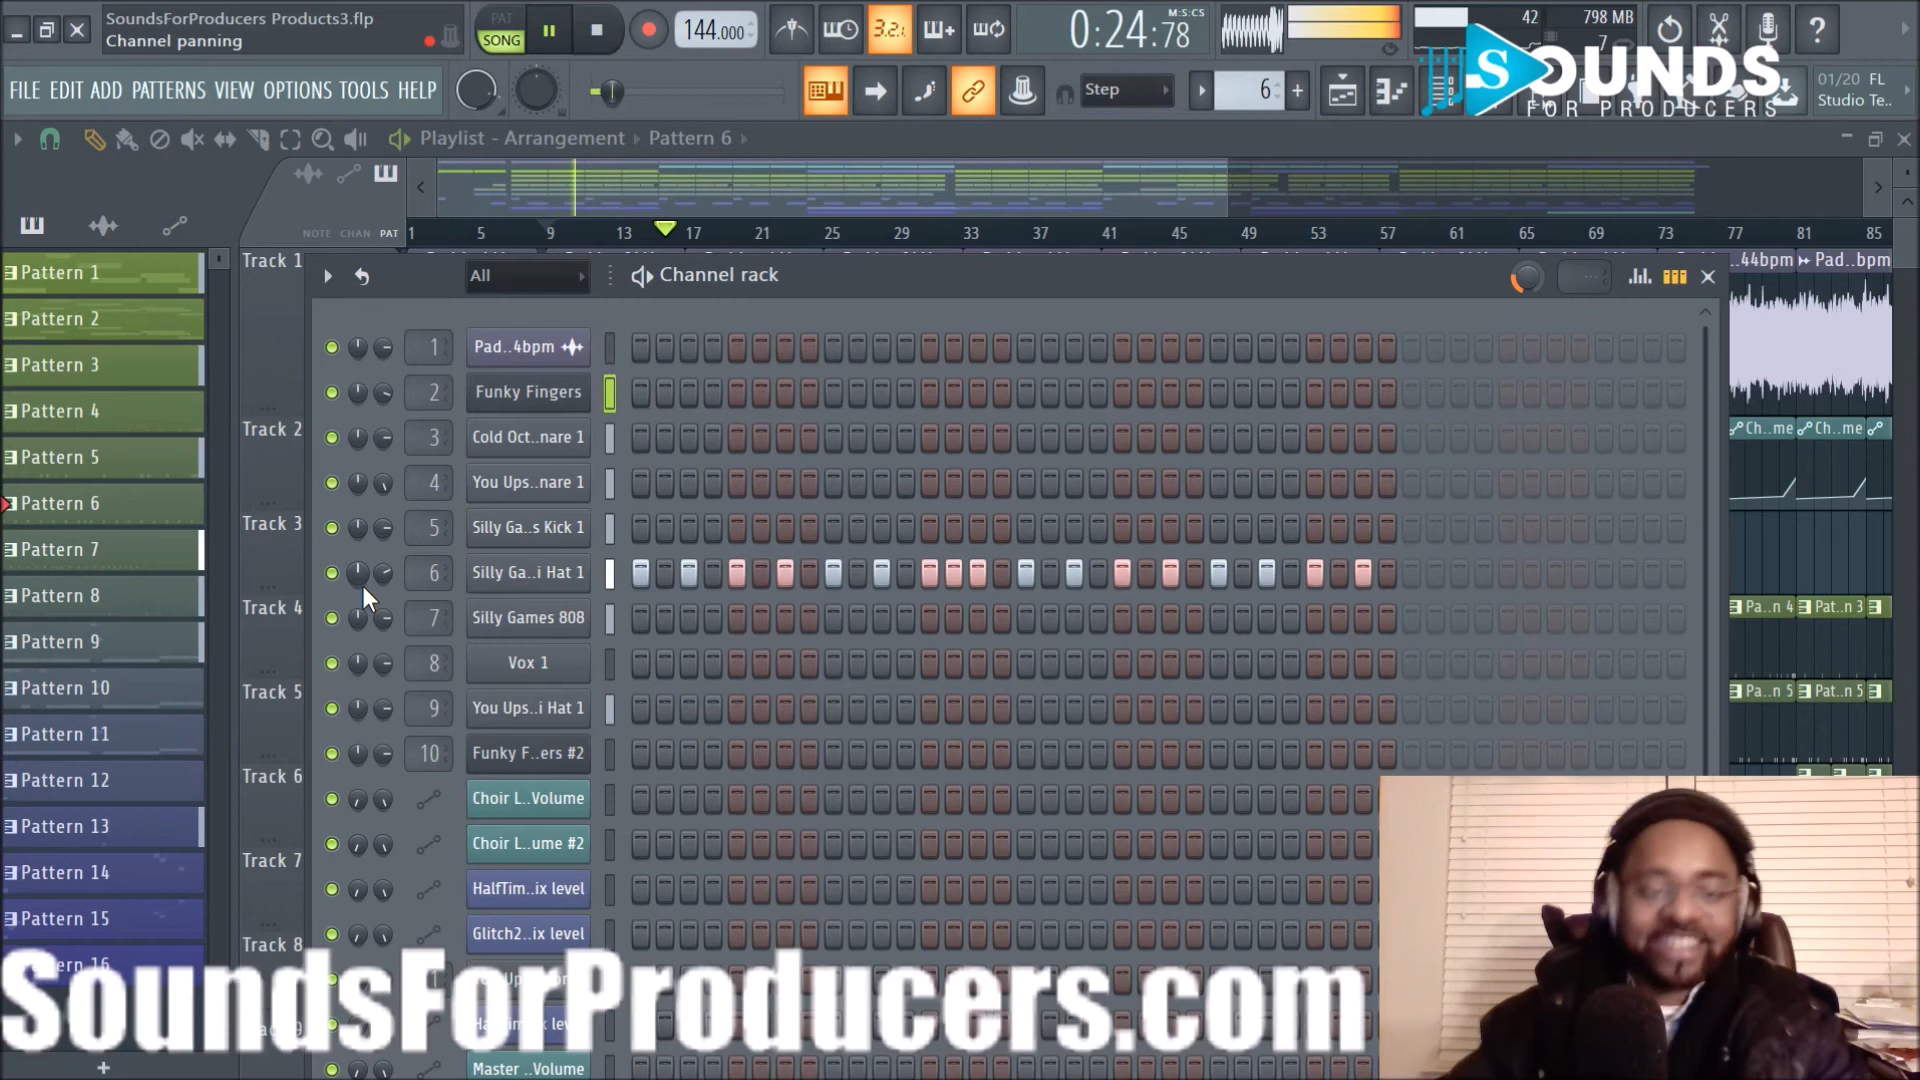 SoundsForProducers Products3.flp
Channel panning
PAT
SONG
144.000
3.2.1
0:24:78
M:S:CS
42
798 MB
7
FILE EDIT ADD PATTERNS VIEW OPTIONS TOOLS HELP
Step
6
SOUNDS
FOR PRODUCERS
01/20 FL
Studio Te..
Playlist - Arrangement
Pattern 6
NOTE CHAN PAT
1 5 9 13 17 21 25 29 33 37 41 45 49 53 57 61 65 69 73 77 81 85
Pattern 1
Pattern 2
Pattern 3
Pattern 4
Pattern 5
Pattern 6
Pattern 7
Pattern 8
Pattern 9
Pattern 10
Pattern 11
Pattern 12
Pattern 13
Pattern 14
Pattern 15
Track 1
Track 2
Track 3
Track 4
Track 5
Track 6
Track 7
Track 8
All
Channel rack
1 Pad..4bpm
2 Funky Fingers
3 Cold Oct..nare 1
4 You Ups..nare 1
5 Silly Ga..s Kick 1
6 Silly Ga..i Hat 1
7 Silly Games 808
8 Vox 1
9 You Ups..i Hat 1
10 Funky F..ers #2
Choir L..Volume
Choir L..ume #2
HalfTim..ix level
Glitch2..ix level
Master ..Volume
..44bpm
Pad..bpm
Ch..me
Ch..me
Pa..n 4
Pat..n 3
Pa..n 5
Pat..n 5
SoundsForProducers.com